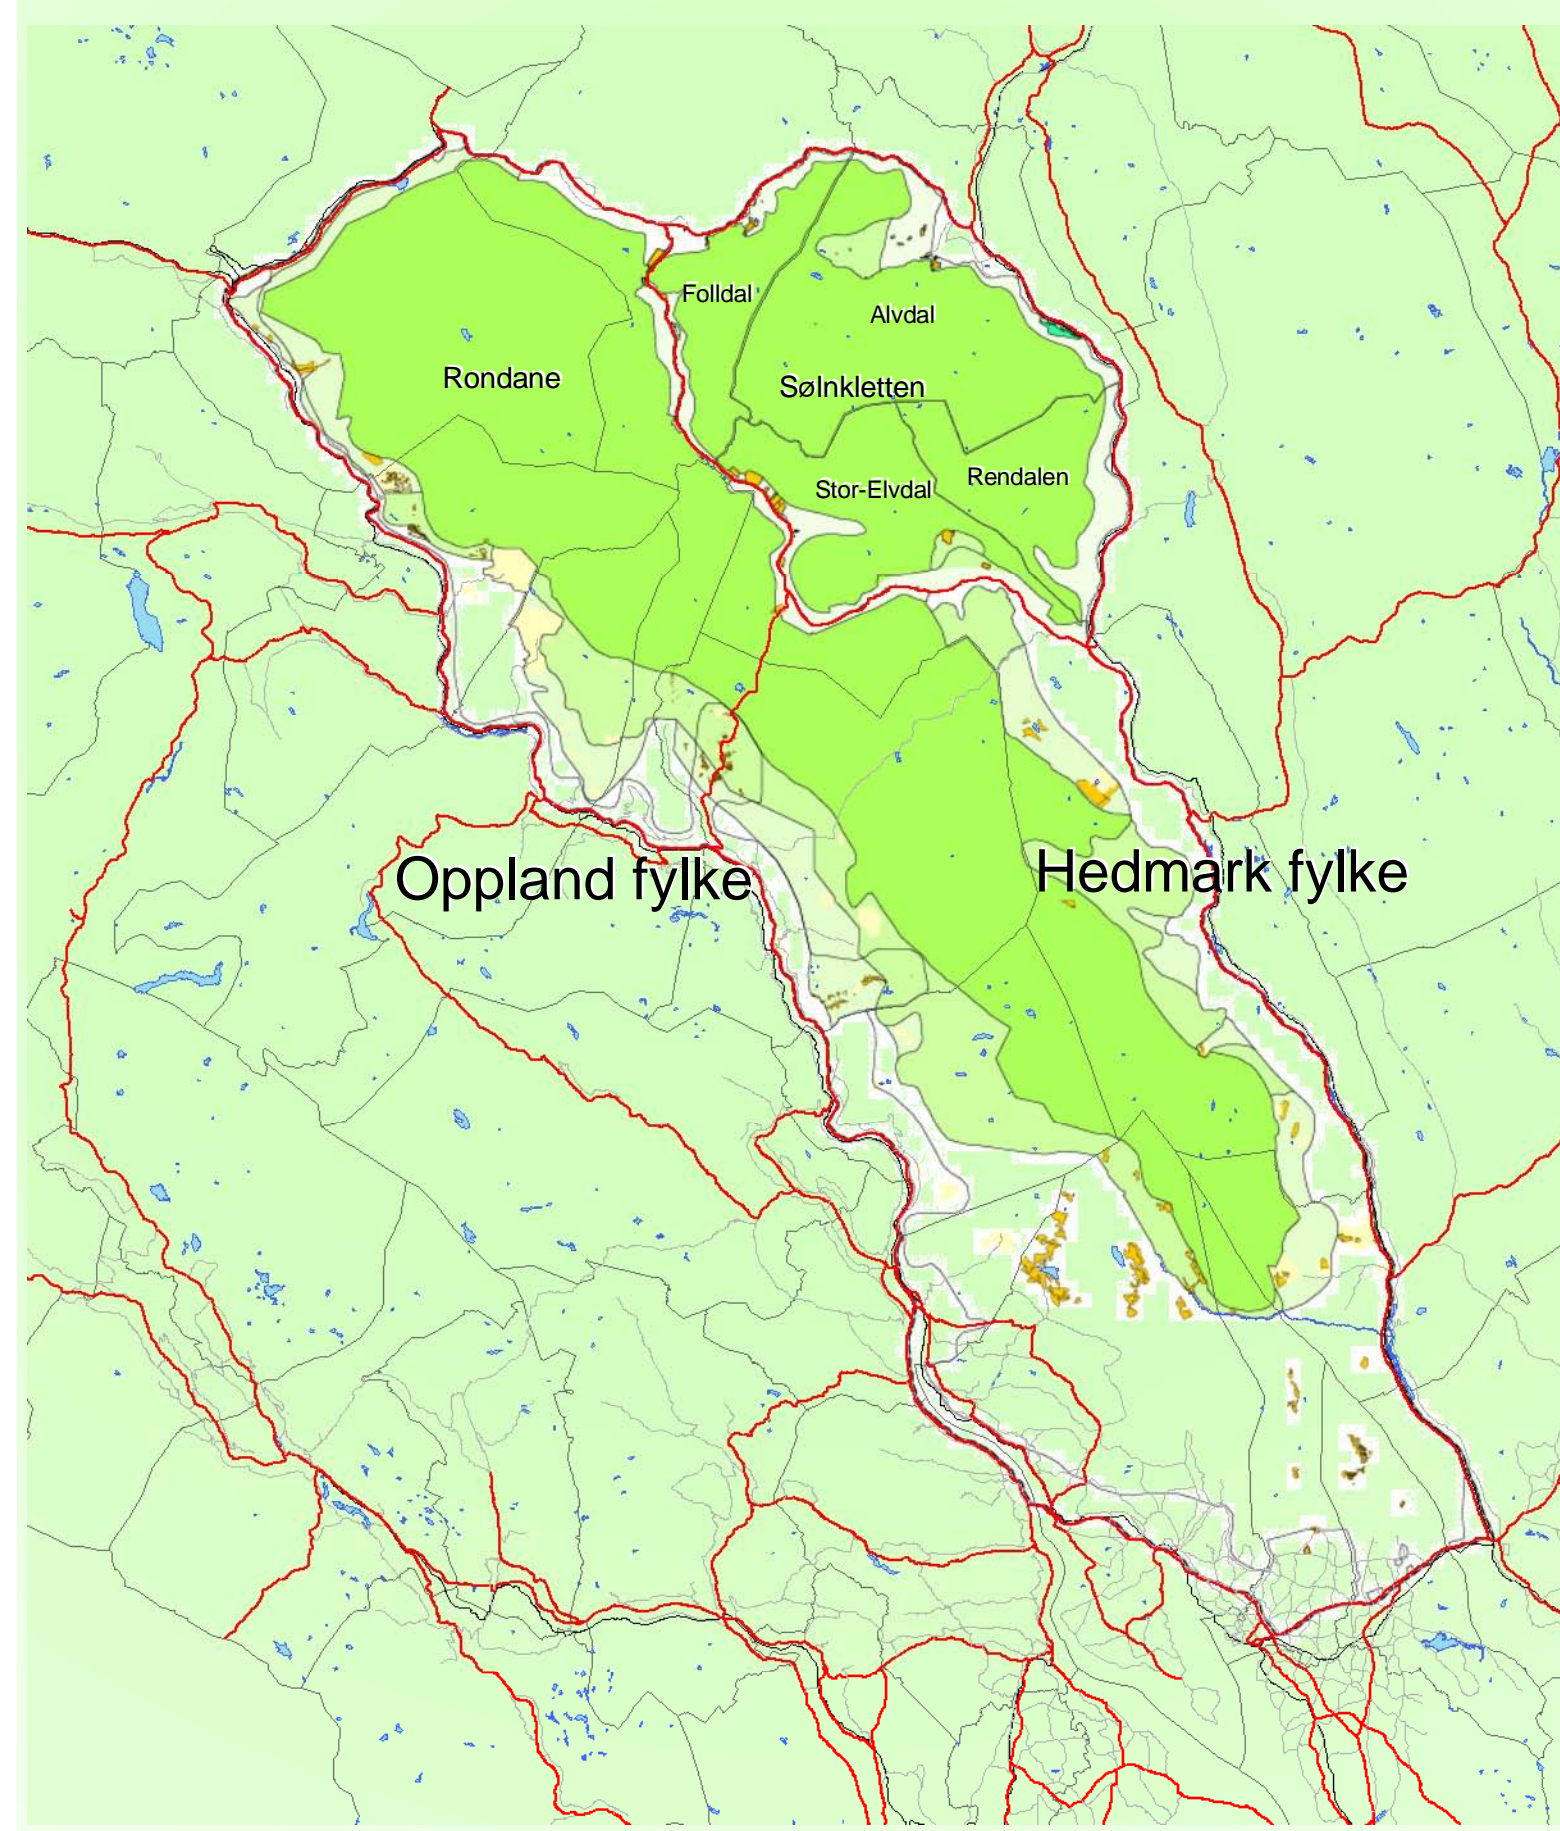 Folldal
Alvdal
Rondane
Sølnkletten
Stor-Elvdal
Rendalen
Oppland fylke
Hedmark fylke